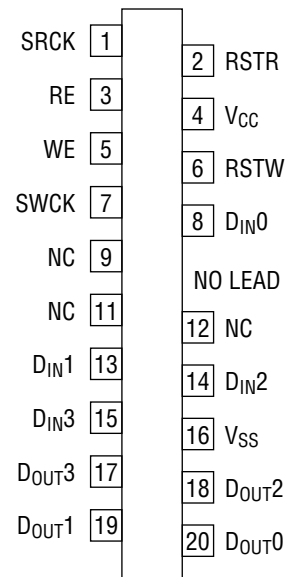 SRCK 1
2 RSTR
RE 3
4 VCC
WE 5
6 RSTW
SWCK 7
8 DIN0
NC 9
NO LEAD
NC 11
12 NC
DIN1 13
14 DIN2
DIN3 15
16 VSS
DOUT3 17
18 DOUT2
DOUT1 19
20 DOUT0